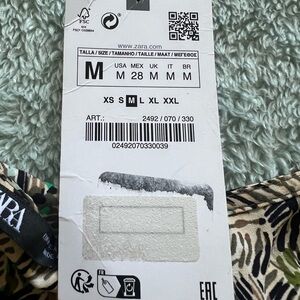 FSC
www.zara.com
TALLA / SIZE / TAMANHO / TAILLE / MAAT / ΜΕΓΕΘΟΣ
M
USA MEX UK IT BR
M 28 M M M
XS S M L XL XXL
ART.: 2492 / 070 / 330
02492070330039
ARA
EAC